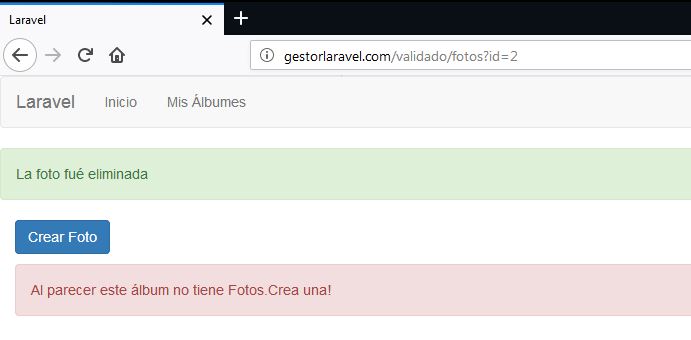 Laravel
gestorlaravel.com/validado/fotos?id=2
Laravel Inicio Mis Álbumes
La foto fué eliminada
Crear Foto
Al parecer este álbum no tiene Fotos.Crea una!